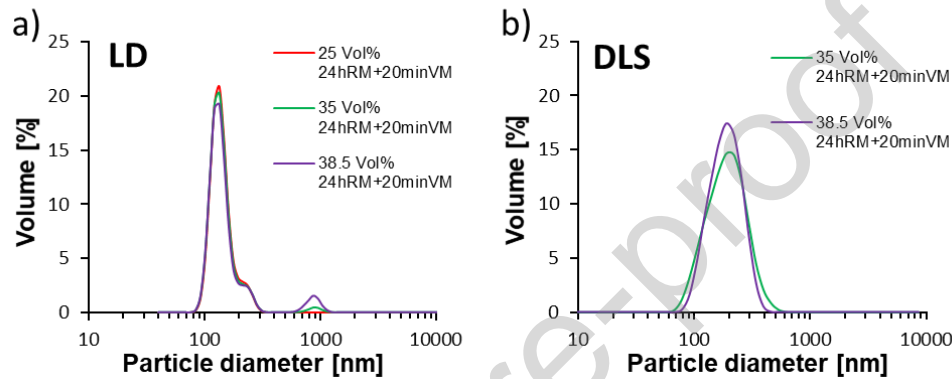 a)
LD
25
20
15
10
5
0
Volume [%]
25 Vol%
24hRM+20minVM
35 Vol%
24hRM+20minVM
38.5 Vol%
24hRM+20minVM
10 100 1000 10000
Particle diameter [nm]
b)
DLS
25
20
15
10
5
0
Volume [%]
35 Vol%
24hRM+20minVM
38.5 Vol%
24hRM+20minVM
10 100 1000 10000
Particle diameter [nm]
re-proof